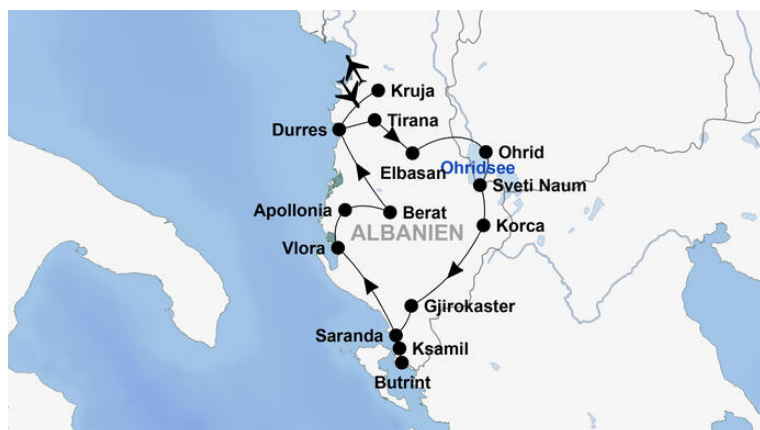 Kruja
Tirana
Durres
Ohrid
Elbasan
Ohridsee
Sveti Naum
Apollonia
Berat
Korca
ALBANIEN
Vlora
Gjirokaster
Saranda
Ksamil
Butrint